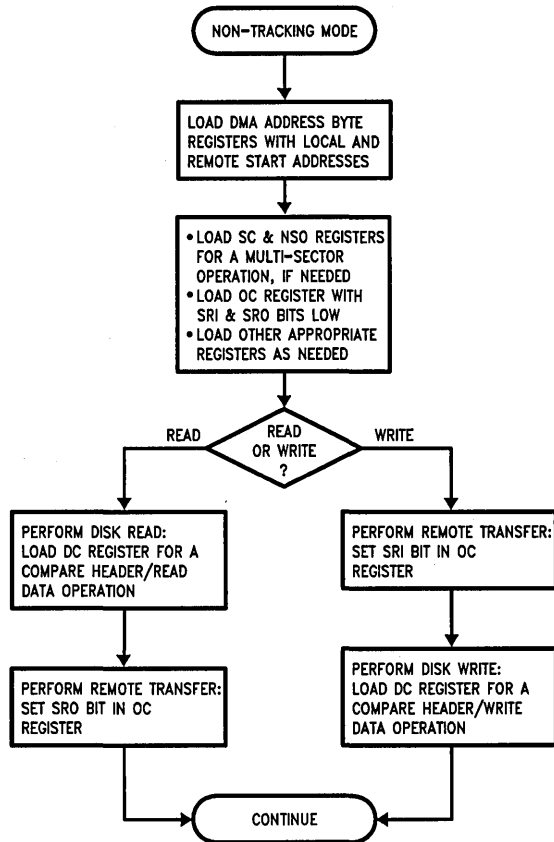 NON-TRACKING MODE
LOAD DMA ADDRESS BYTE
REGISTERS WITH LOCAL AND
REMOTE START ADDRESSES
• LOAD SC & NSO REGISTERS
FOR A MULTI-SECTOR
OPERATION, IF NEEDED
• LOAD OC REGISTER WITH
SRI & SRO BITS LOW
• LOAD OTHER APPROPRIATE
REGISTERS AS NEEDED
READ
OR WRITE
?
READ
WRITE
PERFORM DISK READ:
LOAD DC REGISTER FOR A
COMPARE HEADER/READ
DATA OPERATION
PERFORM REMOTE TRANSFER:
SET SRO BIT IN OC
REGISTER
PERFORM REMOTE TRANSFER:
SET SRI BIT IN OC
REGISTER
PERFORM DISK WRITE:
LOAD DC REGISTER FOR A
COMPARE HEADER/WRITE
DATA OPERATION
CONTINUE